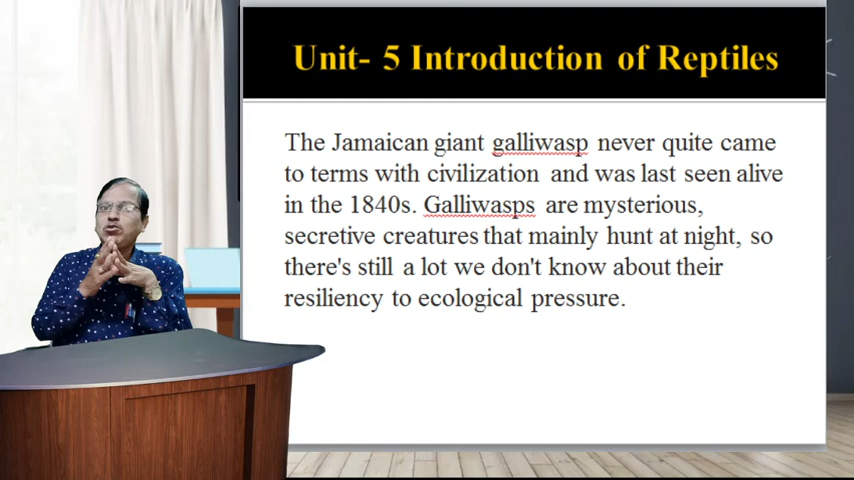 Unit- 5 Introduction of Reptiles
The Jamaican giant galliwasp never quite came
to terms with civilization and was last seen alive
in the 1840s. Galliwasps are mysterious,
secretive creatures that mainly hunt at night, so
there's still a lot we don't know about their
resiliency to ecological pressure.